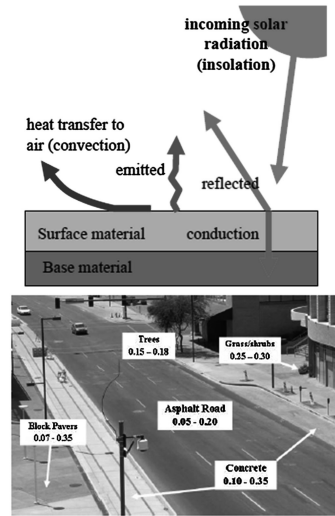 incoming solar
radiation
(insolation)
heat transfer to
air (convection)
emitted
reflected
Surface material
conduction
Base material
Trees
0.15 – 0.18
Grass/skrubs
0.25 – 0.30
Asphalt Road
0.05 - 0.20
Block Pavers
0.07 - 0.35
Concrete
0.10 - 0.35